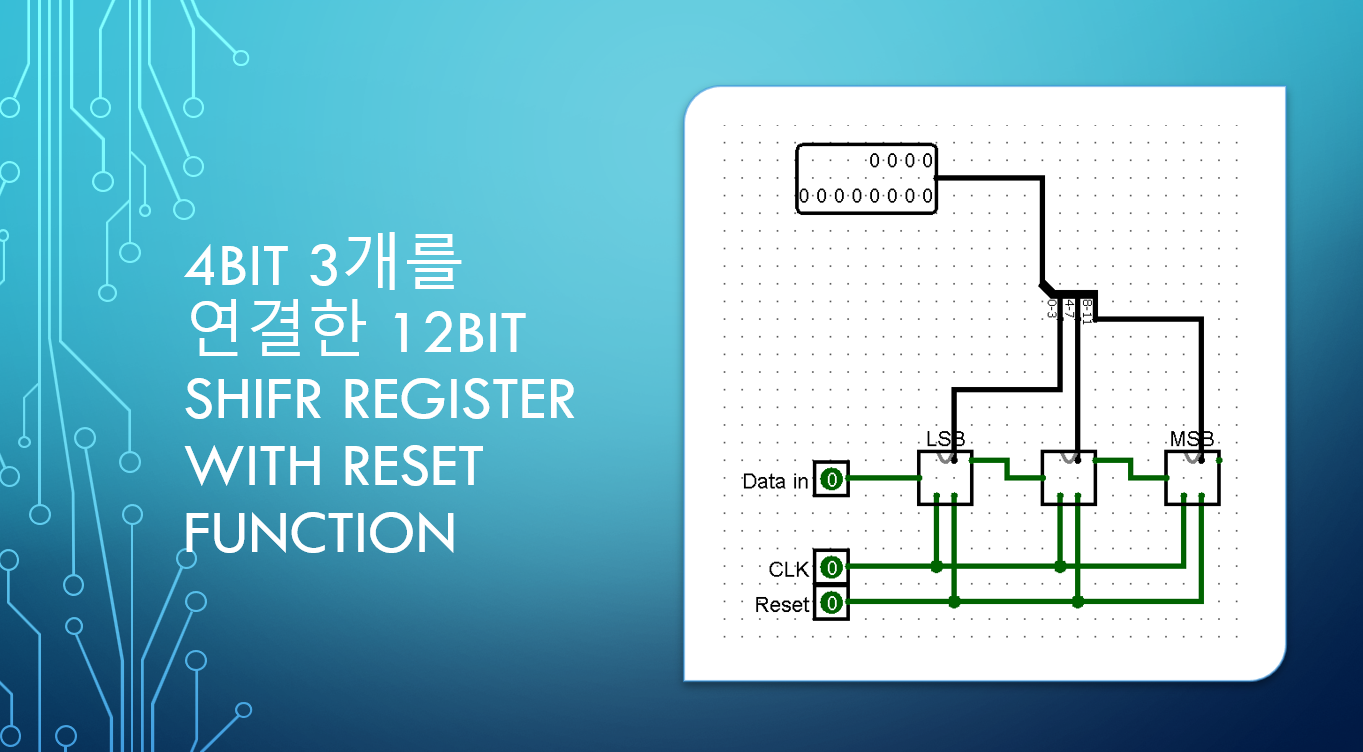 4BIT 3개를
연결한 12BIT
SHIFR REGISTER
WITH RESET
FUNCTION
0 0 0 0
0 0 0 0 0 0 0 0
0-3
4-7
8-11
LSB
MSB
Data in 0
CLK 0
Reset 0